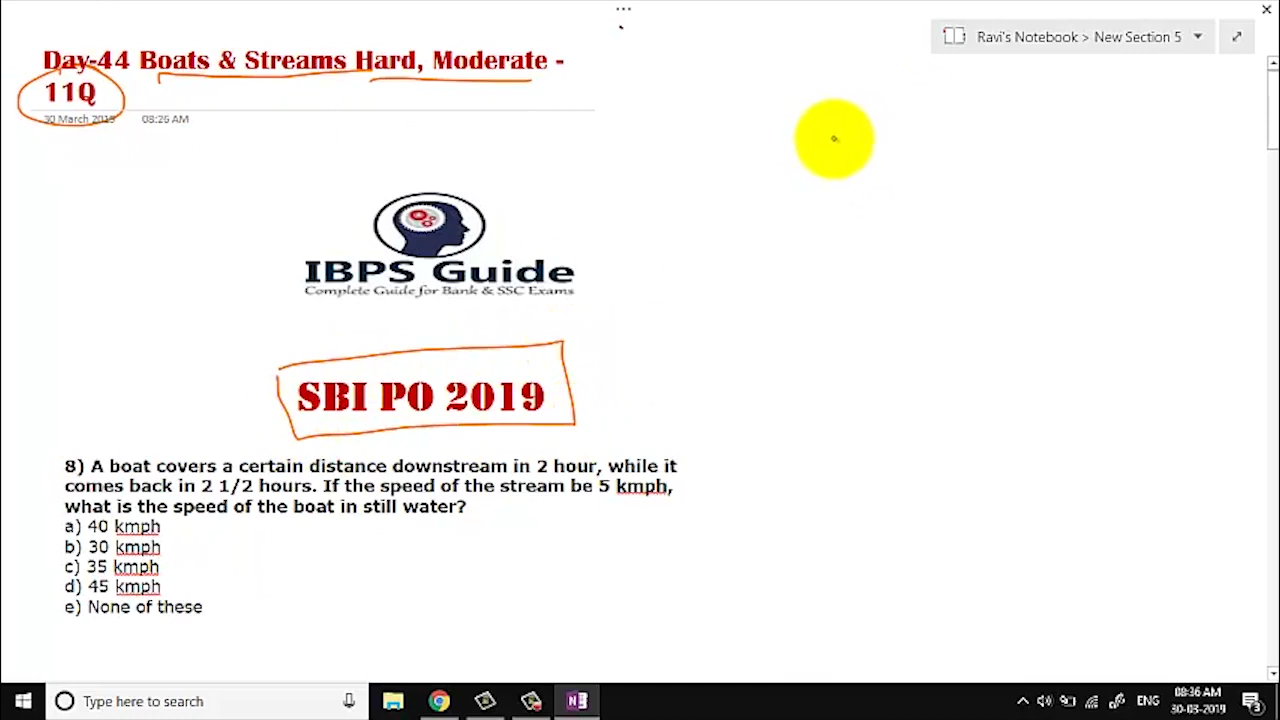 Ravi's Notebook > New Section 5
Day-44 Boats & Streams Hard, Moderate -
11Q
30 March 2019 08:26 AM
IBPS Guide
Complete Guide for Bank & SSC Exams
SBI PO 2019
8) A boat covers a certain distance downstream in 2 hour, while it
comes back in 2 1/2 hours. If the speed of the stream be 5 kmph,
what is the speed of the boat in still water?
a) 40 kmph
b) 30 kmph
c) 35 kmph
d) 45 kmph
e) None of these
Type here to search
ENG
08:36 AM
30-03-2019
3